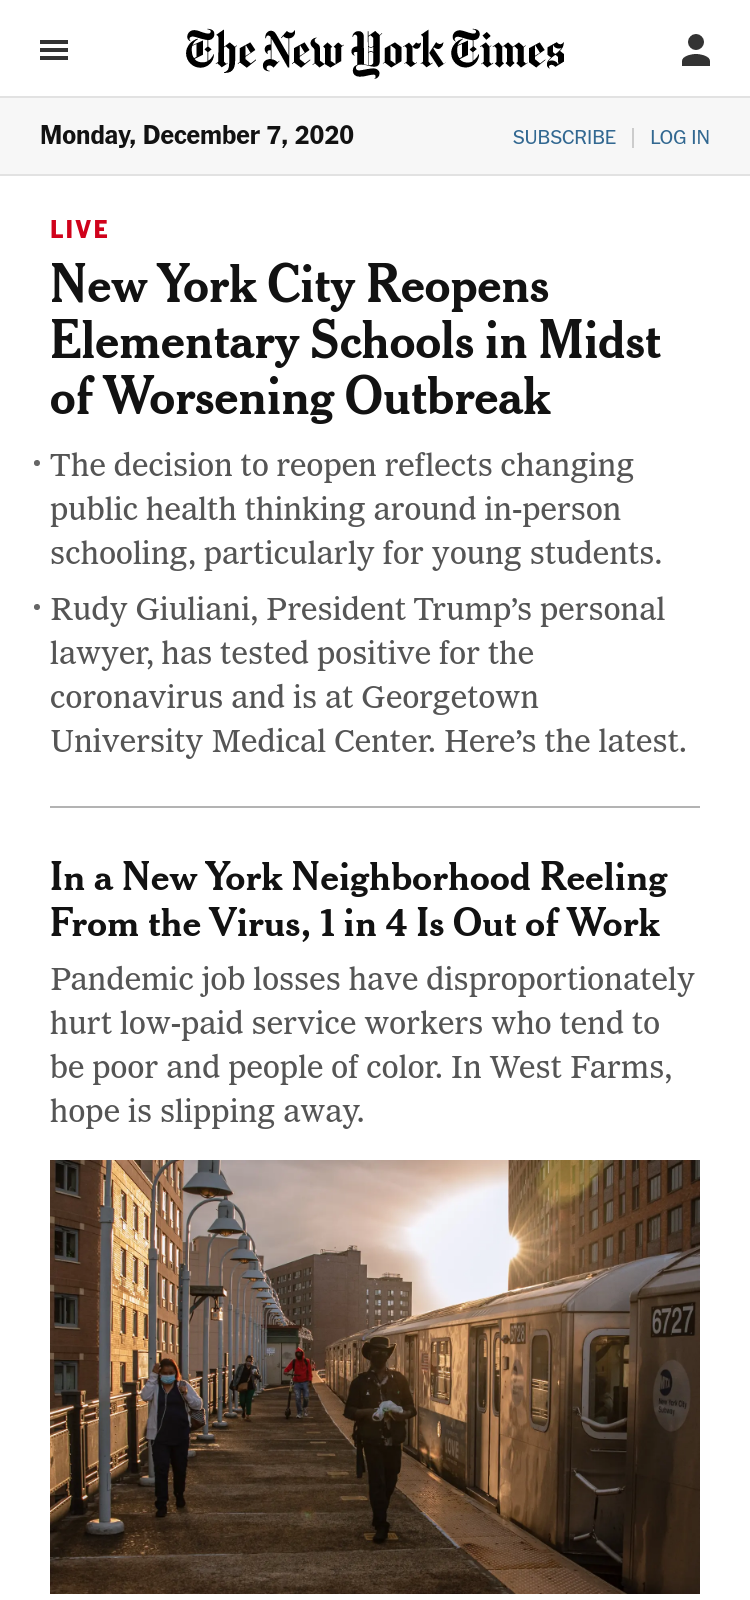 The New York Times
Monday, December 7, 2020
SUBSCRIBE | LOG IN
LIVE
New York City Reopens
Elementary Schools in Midst
of Worsening Outbreak
• The decision to reopen reflects changing
public health thinking around in-person
schooling, particularly for young students.
• Rudy Giuliani, President Trump’s personal
lawyer, has tested positive for the
coronavirus and is at Georgetown
University Medical Center. Here’s the latest.
In a New York Neighborhood Reeling
From the Virus, 1 in 4 Is Out of Work
Pandemic job losses have disproportionately
hurt low-paid service workers who tend to
be poor and people of color. In West Farms,
hope is slipping away.
6727
New York City